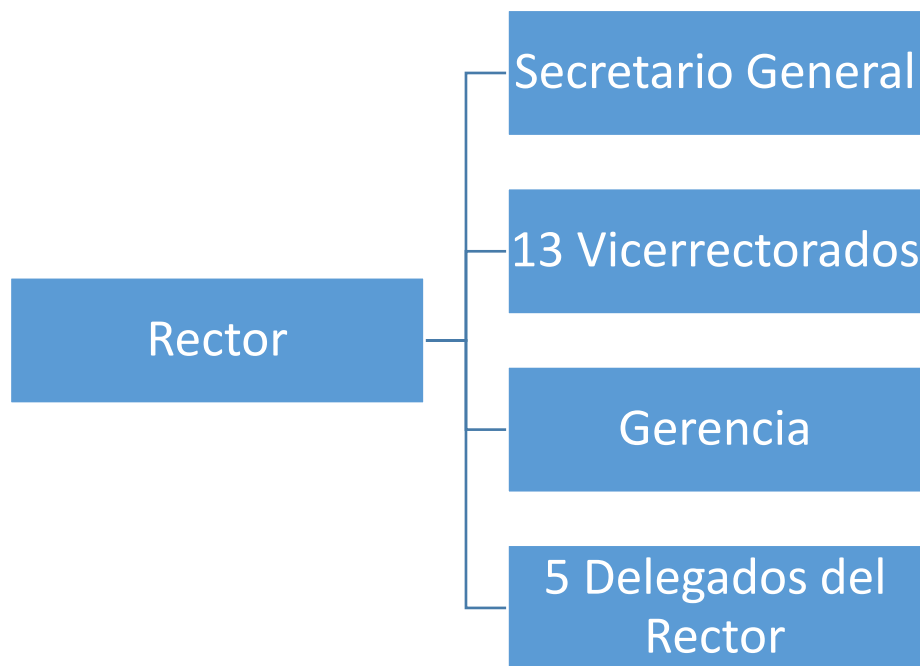 Secretario General
13 Vicerrectorados
Rector
Gerencia
5 Delegados del
Rector